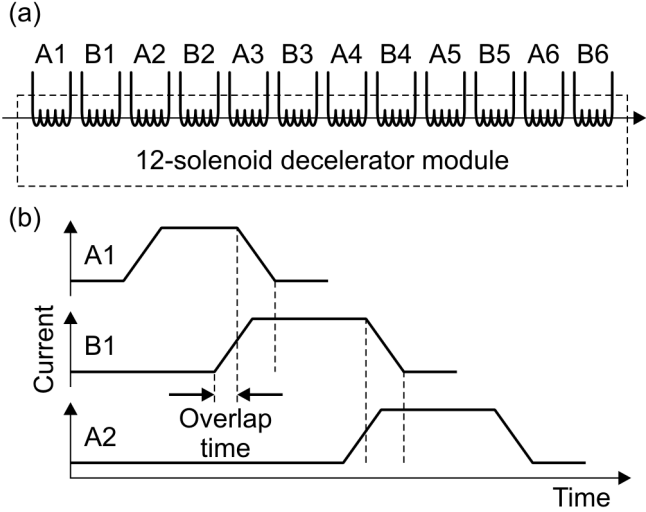 (a)
A1 B1 A2 B2 A3 B3 A4 B4 A5 B5 A6 B6
12-solenoid decelerator module
(b)
A1
B1
A2
Current
Overlap
time
Time